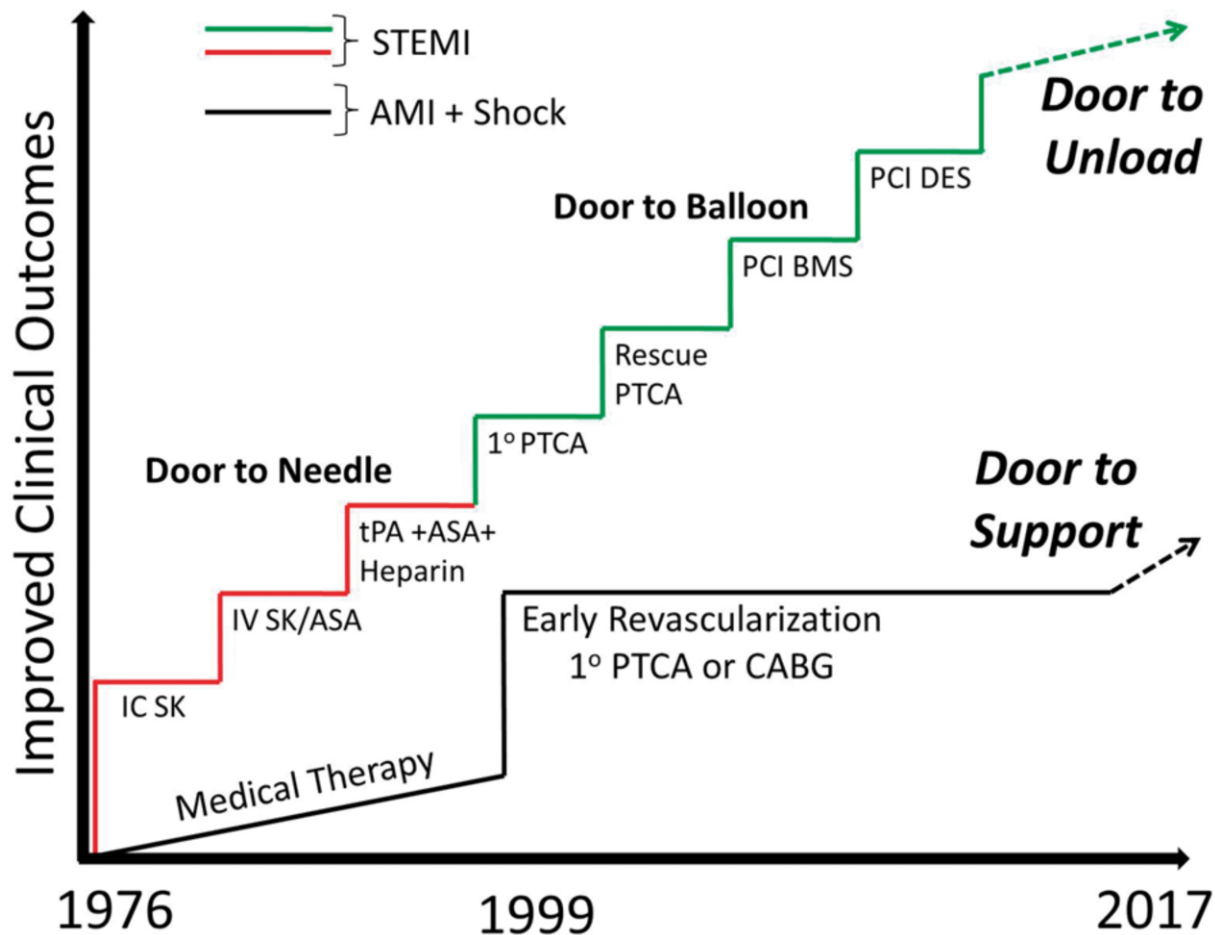 Improved Clinical Outcomes
STEMI
AMI + Shock
Door to
Unload
PCI DES
Door to Balloon
PCI BMS
Rescue
PTCA
1º PTCA
Door to Needle
tPA +ASA+
Heparin
IV SK/ASA
IC SK
Door to
Support
Early Revascularization
1º PTCA or CABG
Medical Therapy
1976
1999
2017